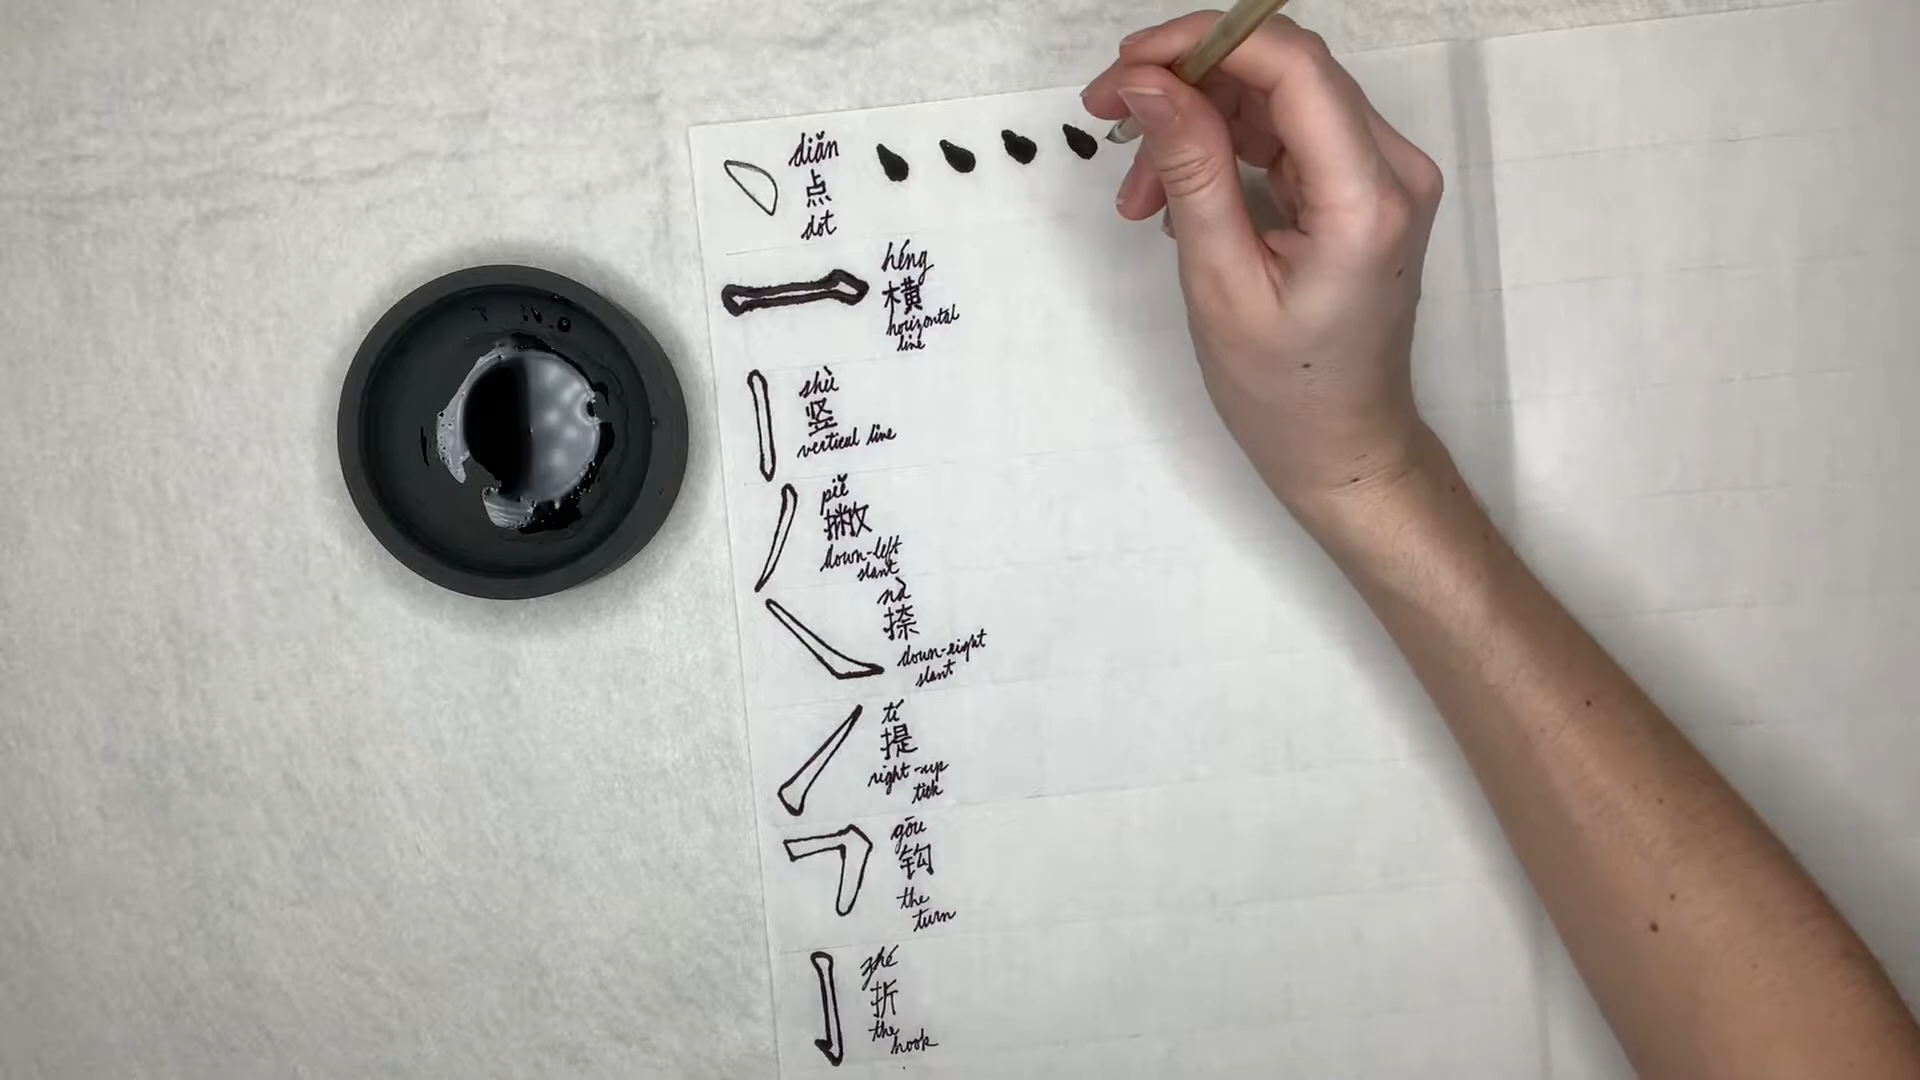 diǎn
点
dot
héng
横
horizontal
line
shù
竖
vertical line
piě
撇
down-left
slant
nà
捺
down-right
slant
tí
提
right-up
tick
gōu
钩
the
turn
zhé
折
the
hook